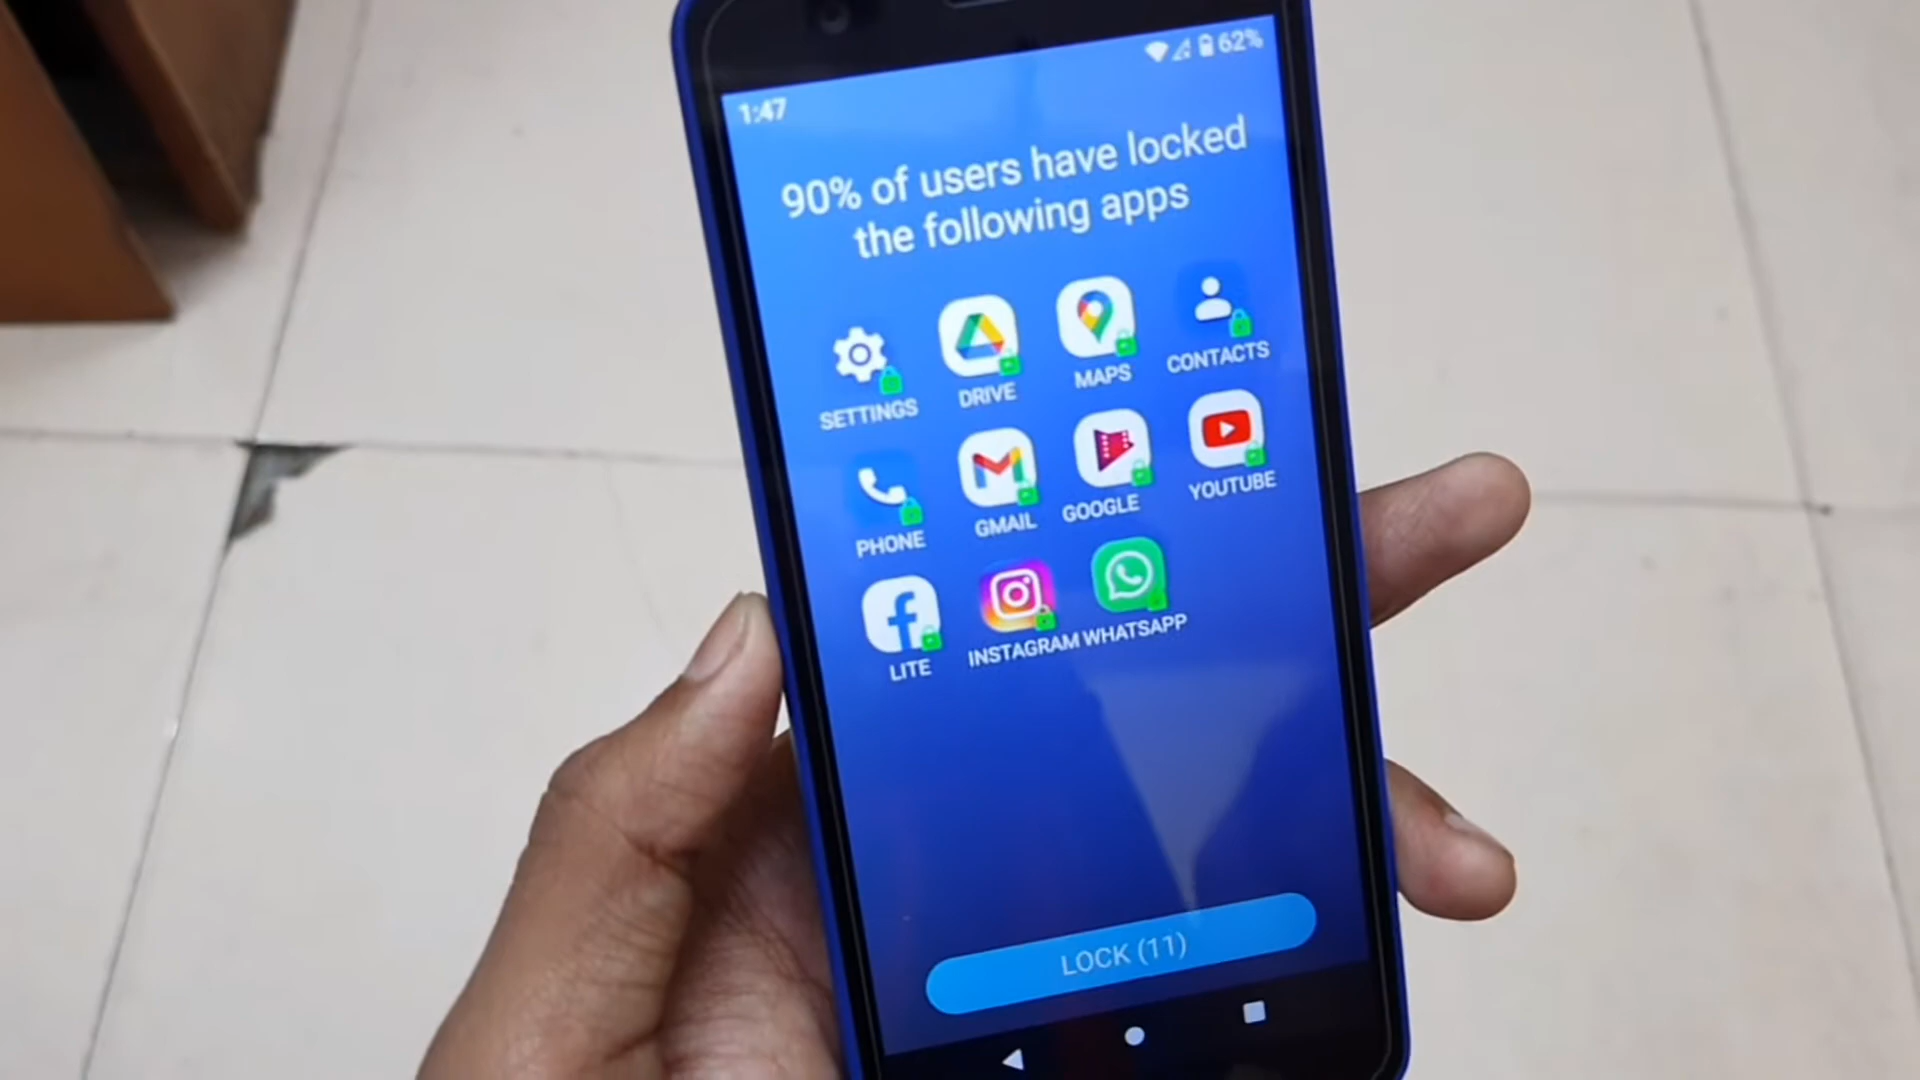 1:47
62%
90% of users have locked
the following apps
SETTINGS
DRIVE
MAPS
CONTACTS
PHONE
GMAIL
GOOGLE
YOUTUBE
LITE
INSTAGRAM
WHATSAPP
LOCK (11)